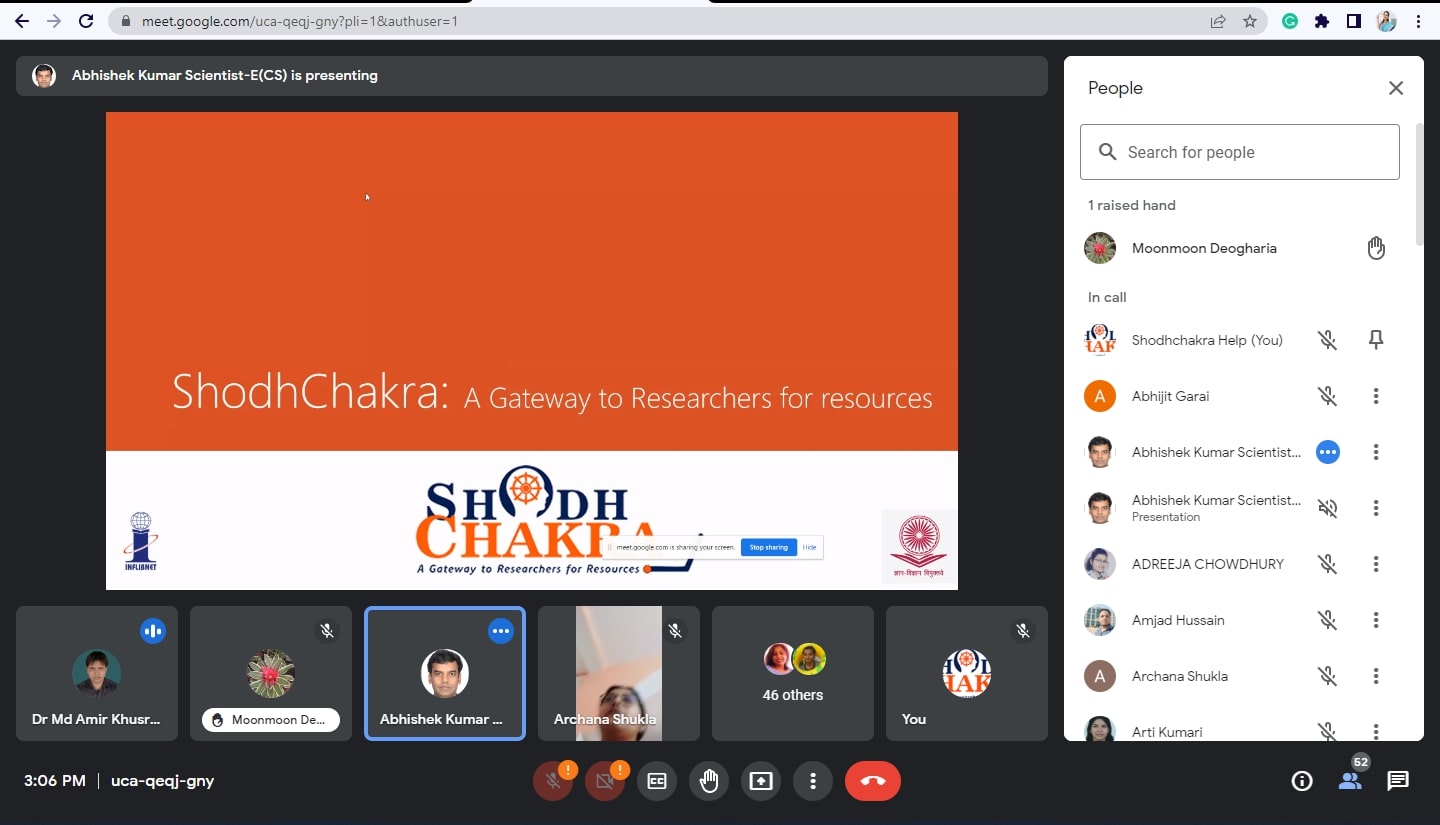 meet.google.com/uca-qeqj-gny?pli=1&authuser=1
Abhishek Kumar Scientist-E(CS) is presenting
ShodhChakra: A Gateway to Researchers for resources
INFLIBNET
SHODH
CHAKRA
A Gateway to Researchers for Resources
meet.google.com is sharing your screen.
Stop sharing
Hide
ज्ञान-विज्ञान विमुक्तये
Dr Md Amir Khusr...
Moonmoon De...
Abhishek Kumar ...
Archana Shukla
46 others
You
3:06 PM | uca-qeqj-gny
People
Search for people
1 raised hand
Moonmoon Deogharia
In call
Shodhchakra Help (You)
A
Abhijit Garai
Abhishek Kumar Scientist...
Abhishek Kumar Scientist...
Presentation
ADREEJA CHOWDHURY
Amjad Hussain
A
Archana Shukla
Arti Kumari
52